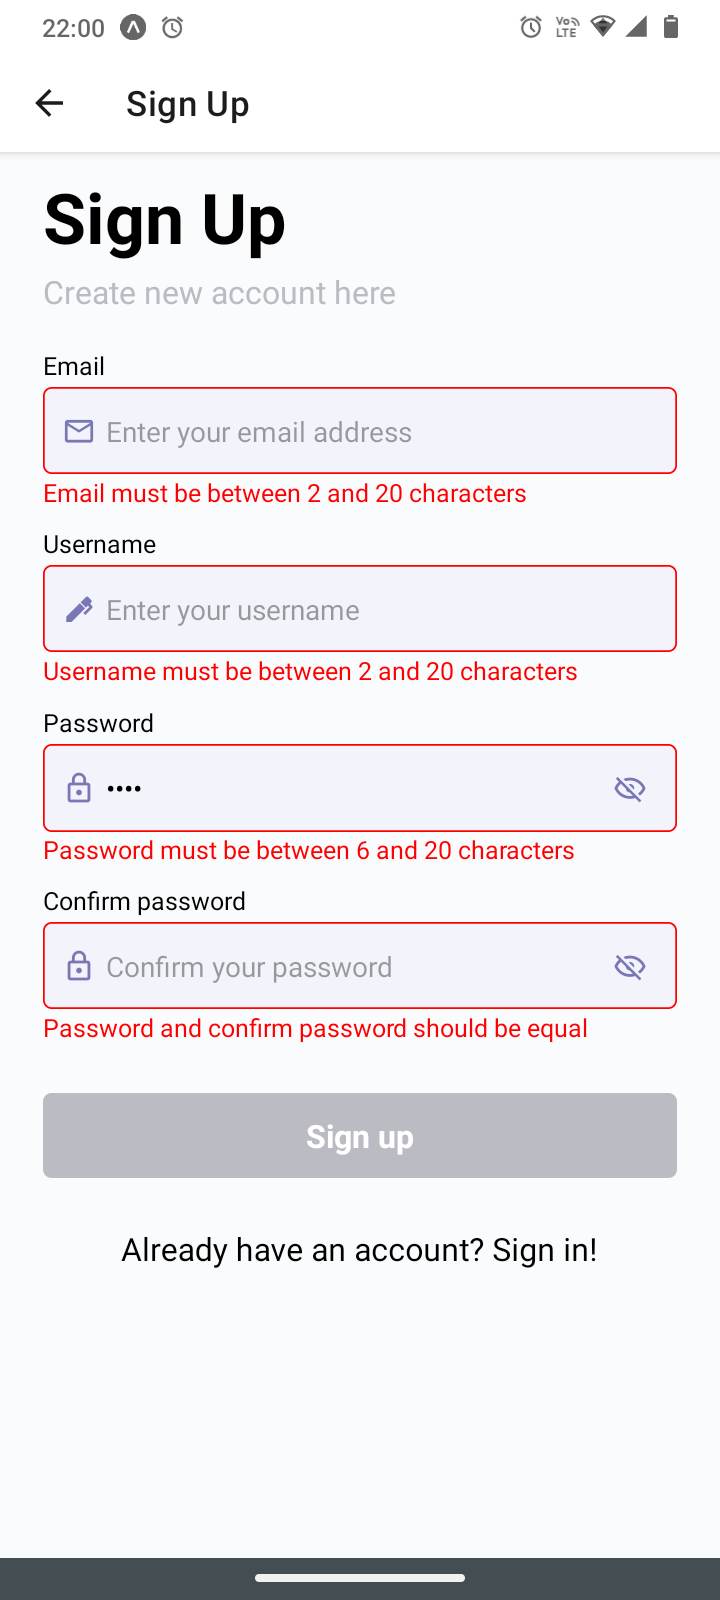 22:00
Vo LTE
Sign Up
Sign Up
Create new account here
Email
Enter your email address
Email must be between 2 and 20 characters
Username
Enter your username
Username must be between 2 and 20 characters
Password
••••
Password must be between 6 and 20 characters
Confirm password
Confirm your password
Password and confirm password should be equal
Sign up
Already have an account? Sign in!